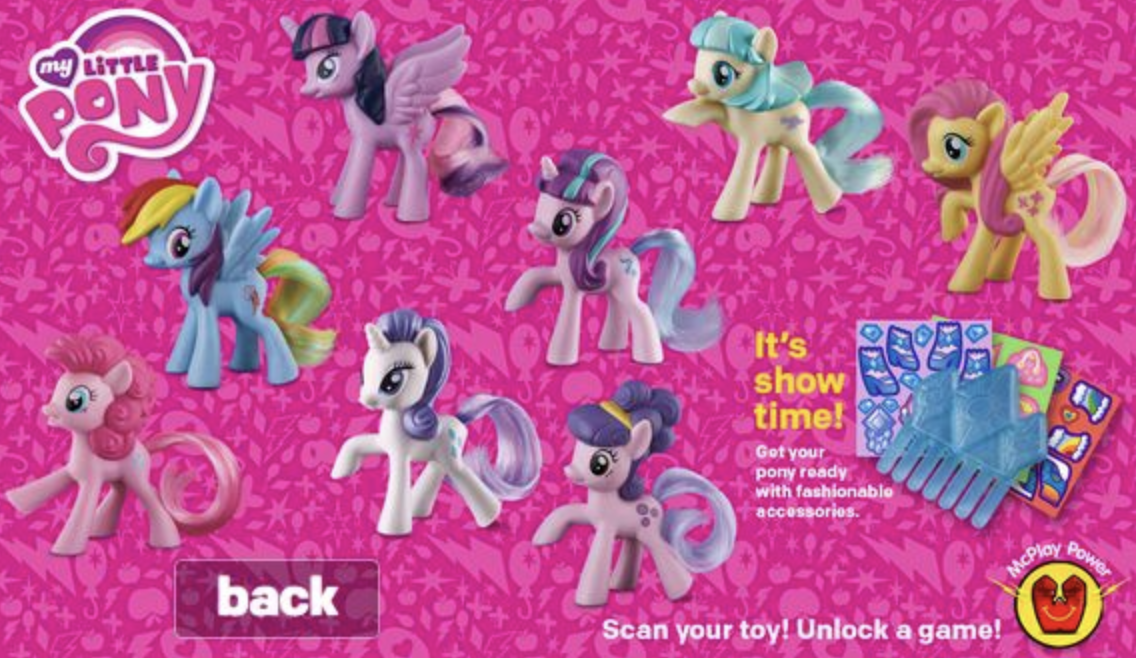 my LITTLE
PONY
It's
show
time!
Get your
pony ready
with fashionable
accessories.
back
McPlay Power
Scan your toy! Unlock a game!